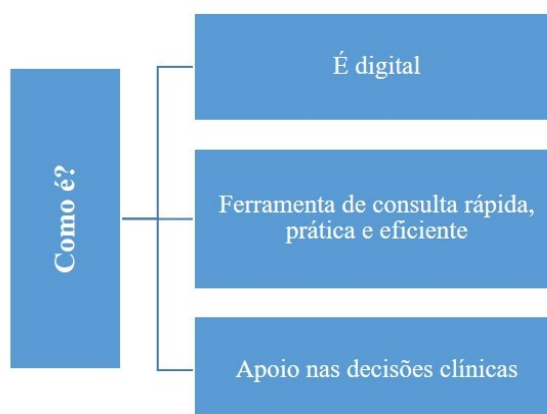 Como é?
É digital
Ferramenta de consulta rápida,
prática e eficiente
Apoio nas decisões clínicas